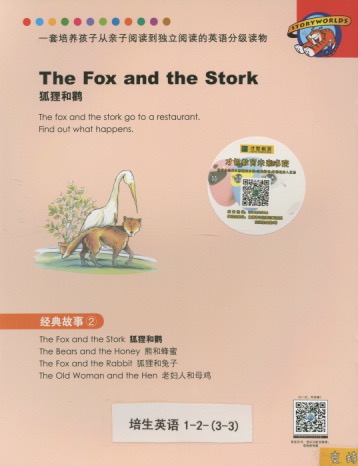 STORYWORLDS
一套培养孩子从亲子阅读到独立阅读的英语分级读物
The Fox and the Stork
狐狸和鹳
The fox and the stork go to a restaurant.
Find out what happens.
经典故事 ②
The Fox and the Stork 狐狸和鹳
The Bears and the Honey 熊和蜂蜜
The Fox and the Rabbit 狐狸和兔子
The Old Woman and the Hen 老妇人和母鸡
培生英语 1-2-(3-3)